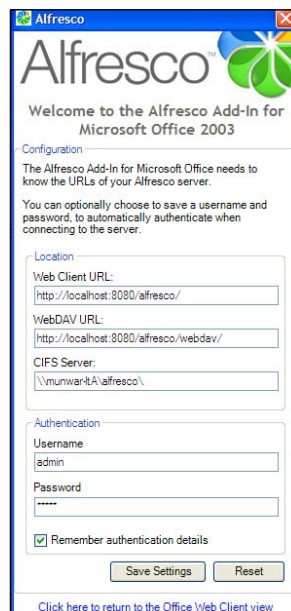 Alfresco
Alfresco™
Welcome to the Alfresco Add-In for
Microsoft Office 2003
Configuration
The Alfresco Add-In for Microsoft Office needs to
know the URLs of your Alfresco server.
You can optionally choose to save a username and
password, to automatically authenticate when
connecting to the server.
Location
Web Client URL:
http://localhost:8080/alfresco/
WebDAV URL:
http://localhost:8080/alfresco/webdav/
CIFS Server:
\\munwar-ltA\alfresco\
Authentication
Username
admin
Password
•••••
Remember authentication details
Save Settings
Reset
Click here to return to the Office Web Client view